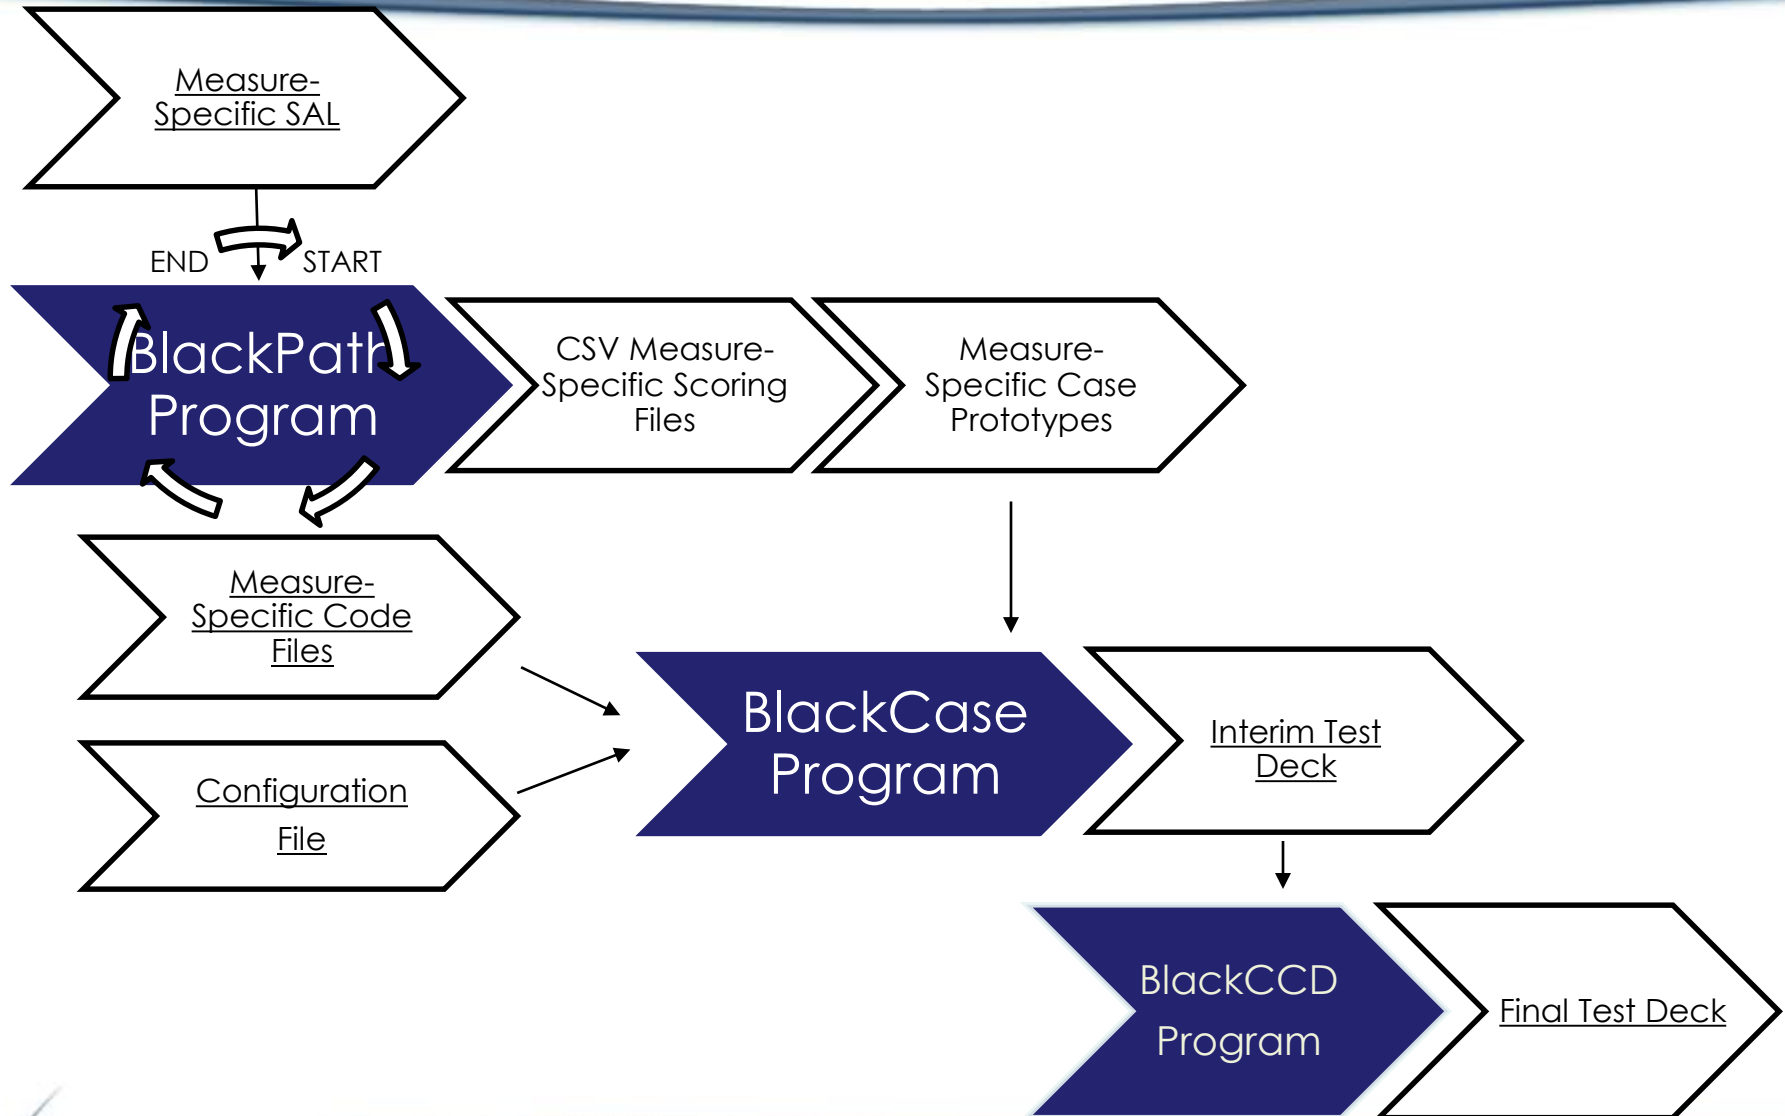 Measure-
Specific SAL
END
START
BlackPath
Program
CSV Measure-
Specific Scoring
Files
Measure-
Specific Case
Prototypes
Measure-
Specific Code
Files
Configuration
File
BlackCase
Program
Interim Test
Deck
BlackCCD
Program
Final Test Deck